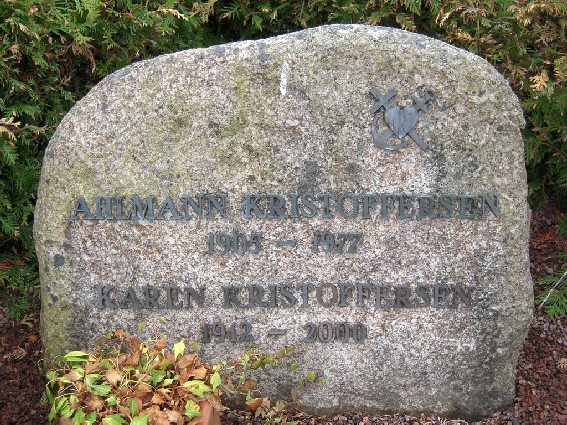 AHLMANN KRISTOFFERSEN
1905 – 1977
KAREN KRISTOFFERSEN
1912 – 2000